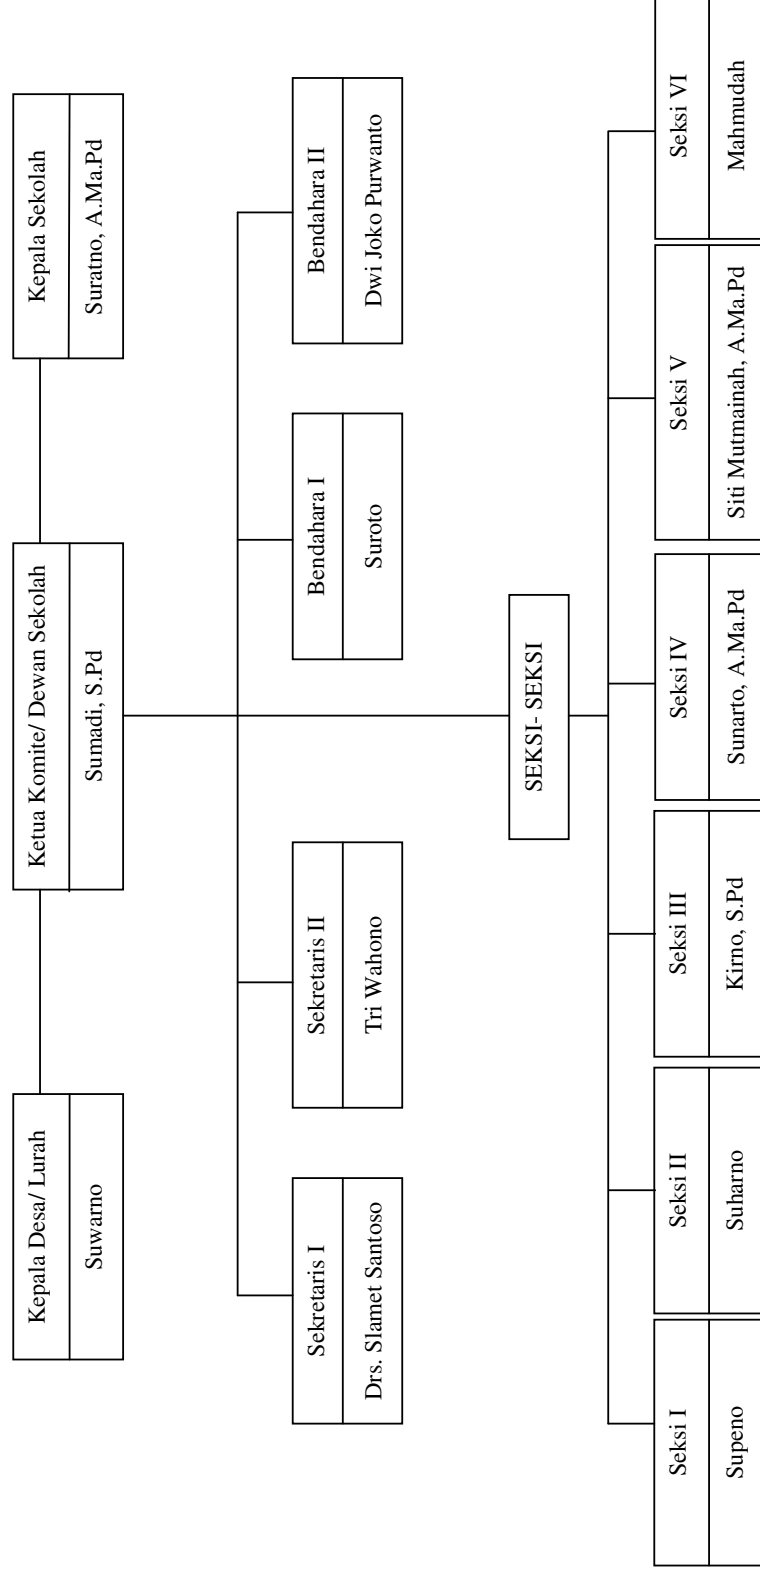 Kepala Desa/ Lurah
Suwarno
Ketua Komite/ Dewan Sekolah
Sumadi, S.Pd
Kepala Sekolah
Suratno, A.Ma.Pd
Sekretaris I
Drs. Slamet Santoso
Sekretaris II
Tri Wahono
Bendahara I
Suroto
Bendahara II
Dwi Joko Purwanto
SEKSI- SEKSI
Seksi I
Supeno
Seksi II
Suharno
Seksi III
Kirno, S.Pd
Seksi IV
Sunarto, A.Ma.Pd
Seksi V
Siti Mutmainah, A.Ma.Pd
Seksi VI
Mahmudah